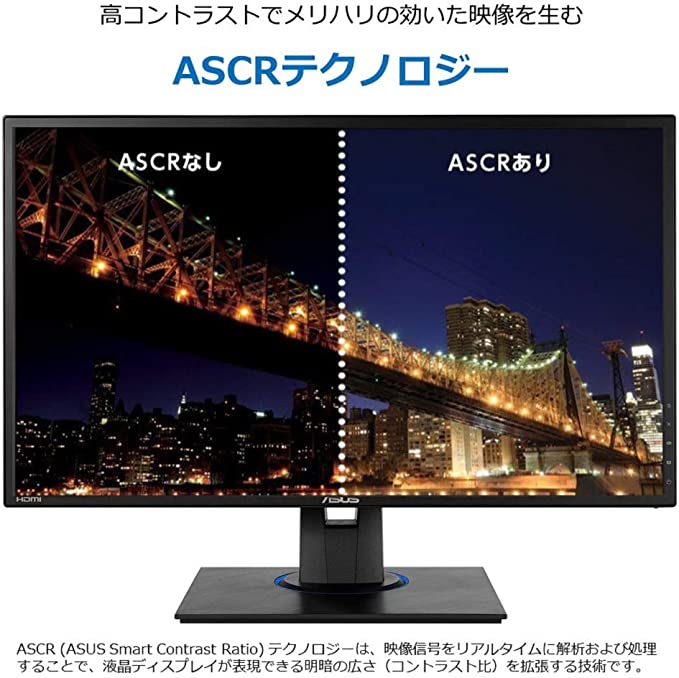 高コントラストでメリハリの効いた映像を生む
ASCRテクノロジー
ASCRなし
ASCRあり
HDMI
ASUS
ASCR (ASUS Smart Contrast Ratio) テクノロジーは、映像信号をリアルタイムに解析および処理
することで、液晶ディスプレイが表現できる明暗の広さ（コントラスト比）を拡張する技術です。